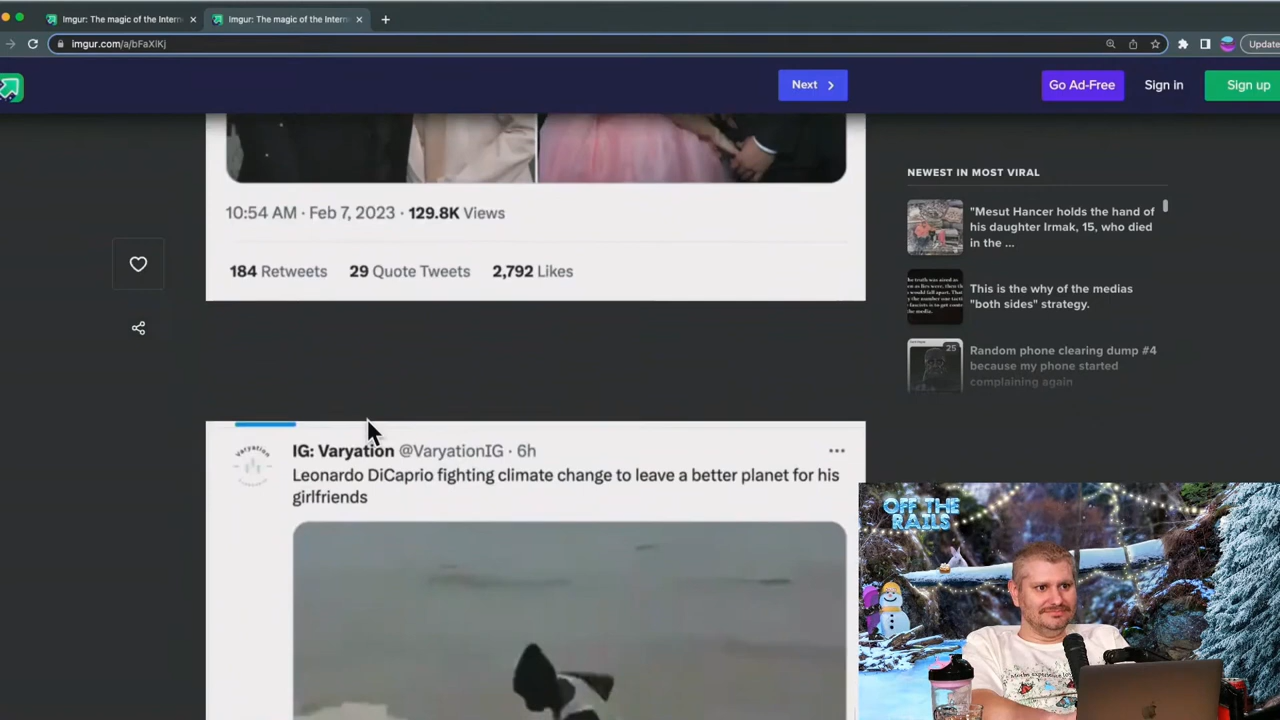 Imgur: The magic of the Intern
Imgur: The magic of the Intern
imgur.com/a/bFaXlKj
Update
Next
Go Ad-Free
Sign in
Sign up
10:54 AM · Feb 7, 2023 · 129.8K Views
184 Retweets 29 Quote Tweets 2,792 Likes
NEWEST IN MOST VIRAL
"Mesut Hancer holds the hand of
his daughter Irmak, 15, who died
in the ...
This is the why of the medias
"both sides" strategy.
25
Random phone clearing dump #4
because my phone started
complaining again
Varyation
IG: Varyation @VaryationIG · 6h
Leonardo DiCaprio fighting climate change to leave a better planet for his
girlfriends
OFF THE
RAILS